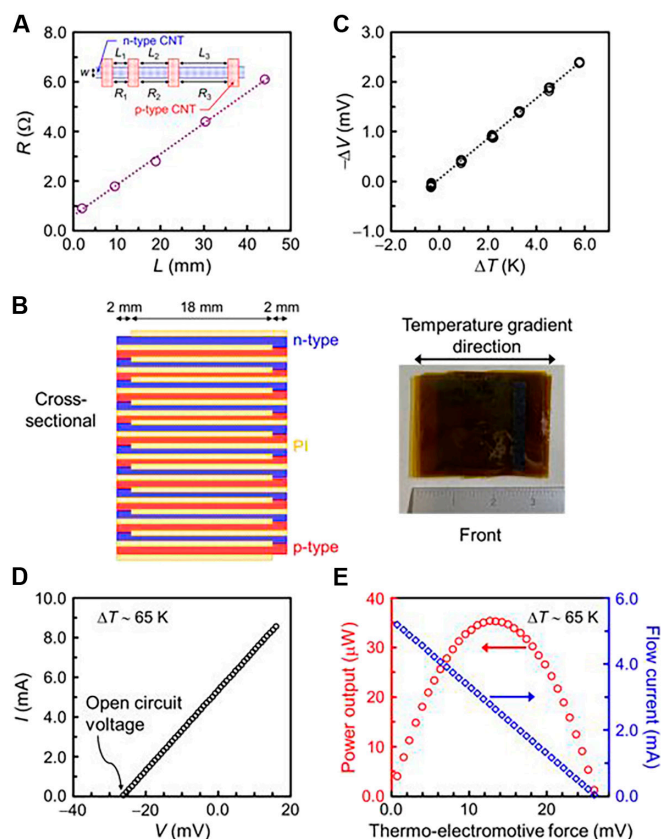 A
8.0
6.0
4.0
2.0
0.0
R (Ω)
0.0
10
20
30
40
50
L (mm)
n-type CNT
w
L1
L2
L3
R1
R2
R3
p-type CNT
C
3.0
2.0
1.0
0.0
−1.0
−ΔV (mV)
−2.0
0.0
2.0
4.0
6.0
8.0
ΔT (K)
B
2 mm
18 mm
2 mm
n-type
Cross-
sectional
PI
p-type
Temperature gradient
direction
1
2
3
Front
D
10.0
8.0
6.0
4.0
2.0
0.0
I (mA)
ΔT ~ 65 K
Open circuit
voltage
−40
−20
0.0
20
V (mV)
E
40
30
20
10
0.0
Power output (μW)
ΔT ~ 65 K
6.0
4.0
2.0
0.0
Flow current
(mA)
0.0
10
20
30
Thermo-electromotive force (mV)